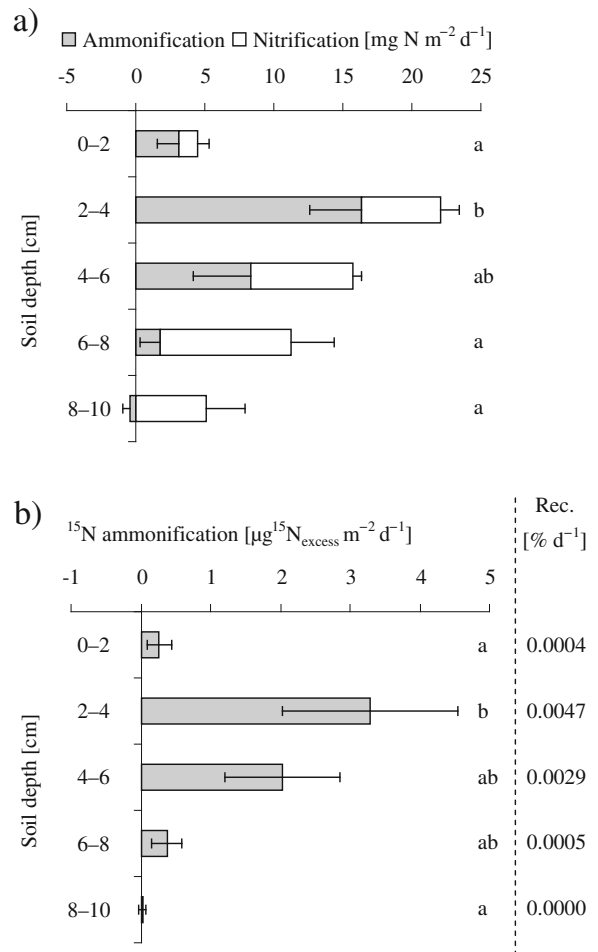 a)
Ammonification Nitrification [mg N m⁻² d⁻¹]
-5 0 5 10 15 20 25
Soil depth [cm]
0–2 a
2–4 b
4–6 ab
6–8 a
8–10 a
b)
¹⁵N ammonification [µg¹⁵N_excess m⁻² d⁻¹]
Rec.
[% d⁻¹]
-1 0 1 2 3 4 5
Soil depth [cm]
0–2 a 0.0004
2–4 b 0.0047
4–6 ab 0.0029
6–8 ab 0.0005
8–10 a 0.0000